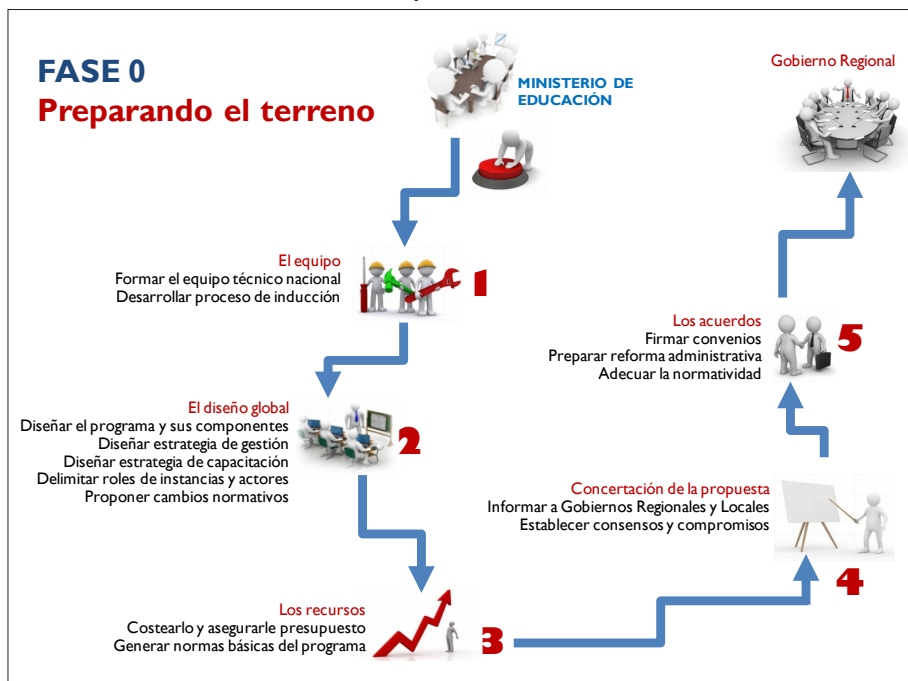 FASE 0
Preparando el terreno
MINISTERIO DE
EDUCACIÓN
Gobierno Regional
El equipo
Formar el equipo técnico nacional
Desarrollar proceso de inducción
1
El diseño global
Diseñar el programa y sus componentes
Diseñar estrategia de gestión
Diseñar estrategia de capacitación
Delimitar roles de instancias y actores
Proponer cambios normativos
2
Los recursos
Costearlo y asegurarle presupuesto
Generar normas básicas del programa
3
Concertación de la propuesta
Informar a Gobiernos Regionales y Locales
Establecer consensos y compromisos
4
Los acuerdos
Firmar convenios
Preparar reforma administrativa
Adecuar la normatividad
5